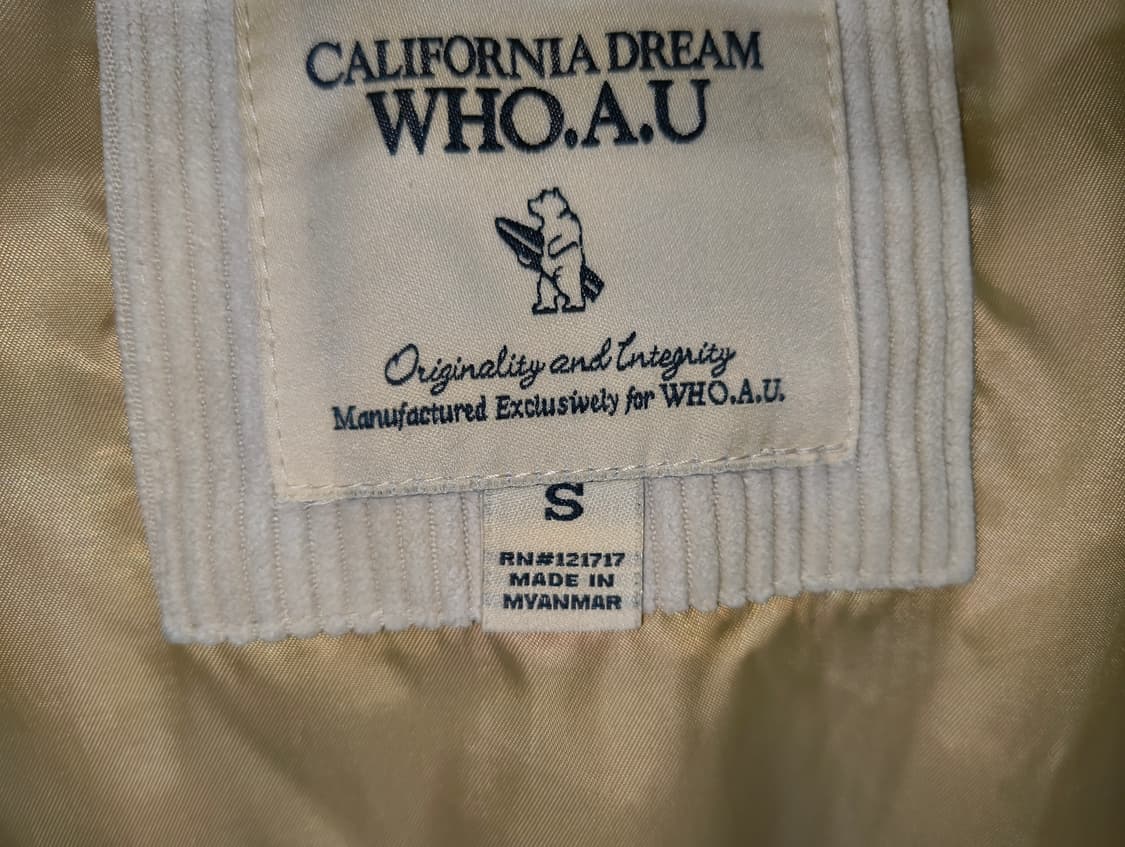 CALIFORNIA DREAM
WHO.A.U
Originality and Integrity
Manufactured Exclusively for WHO.A.U.
S
RN#121717
MADE IN
MYANMAR